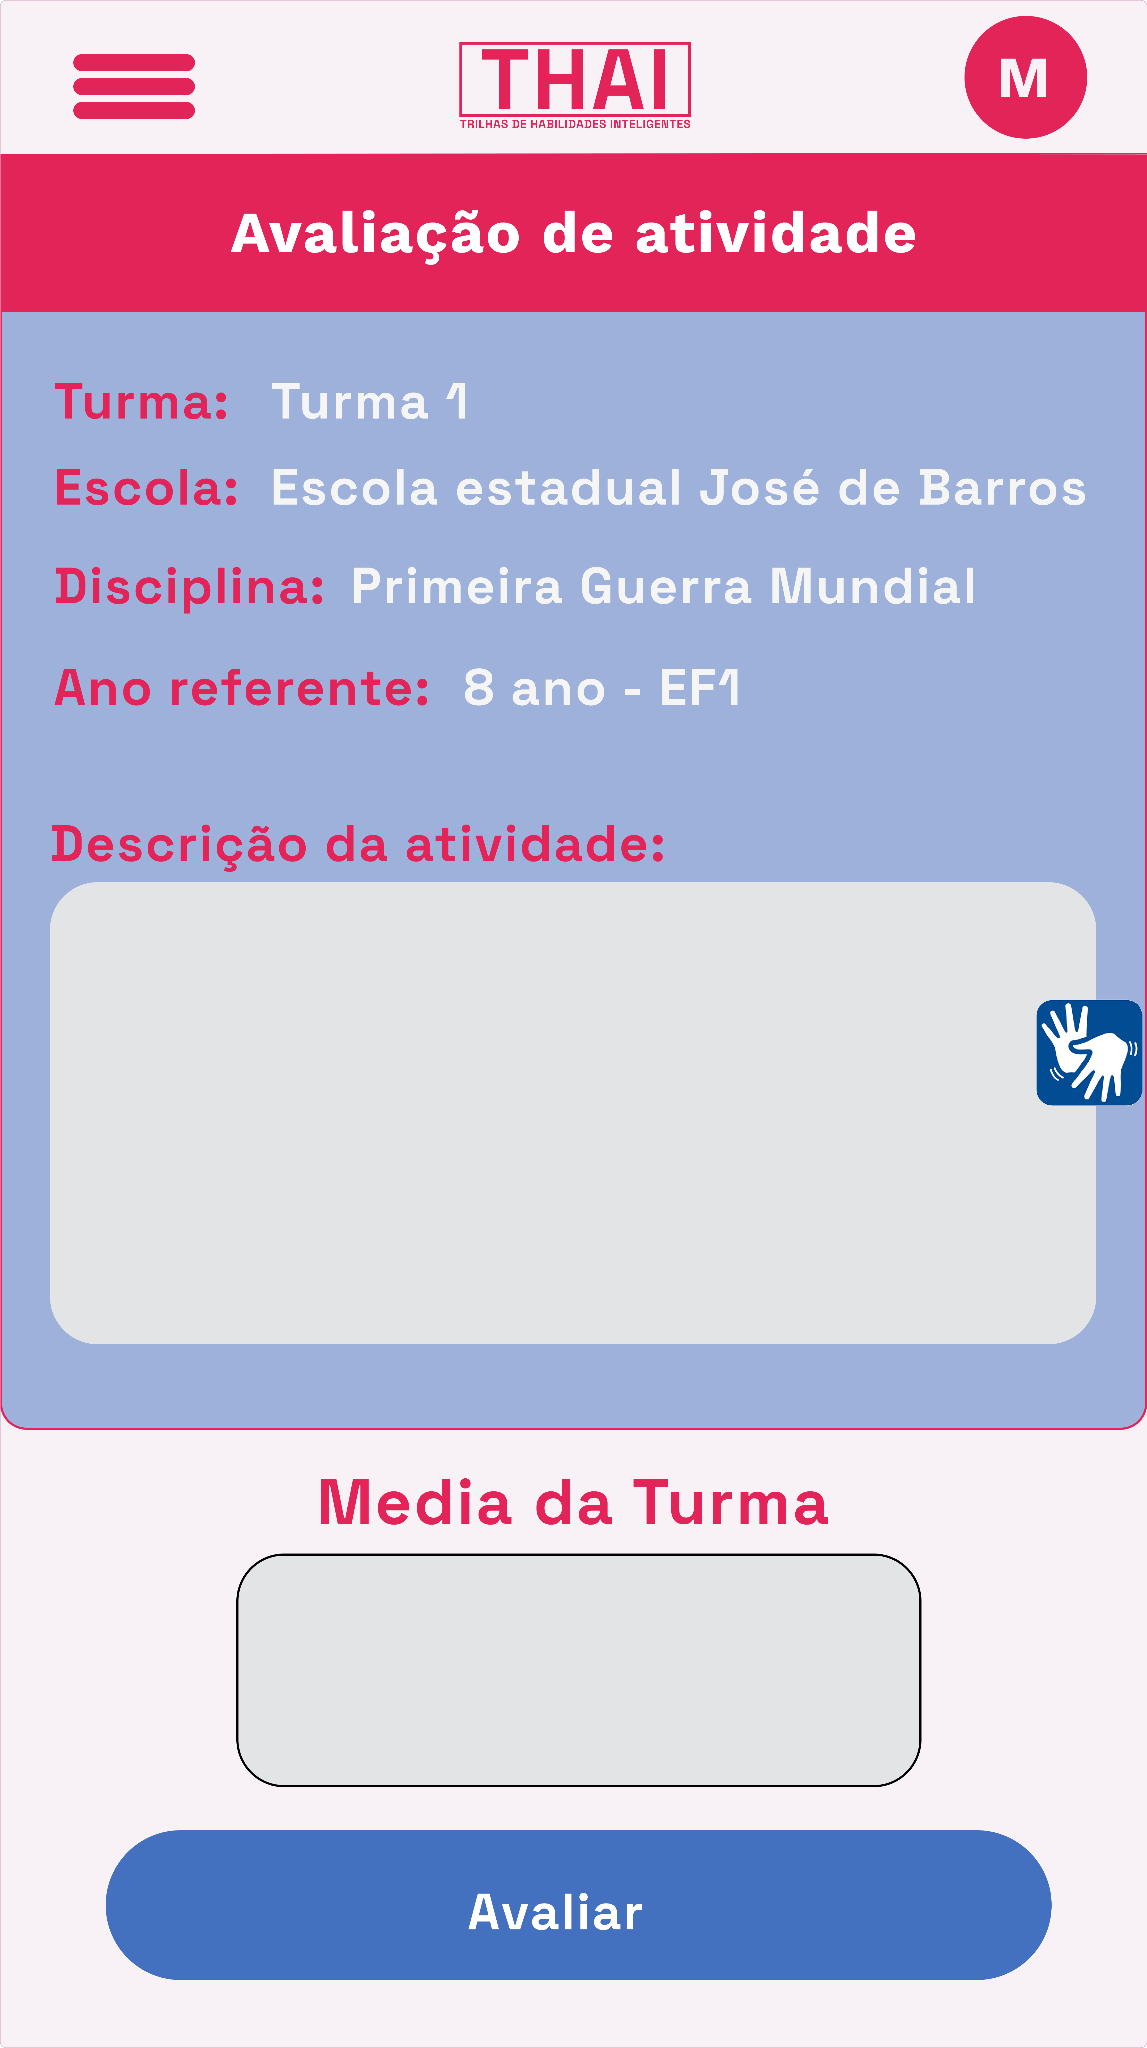 THAI
TRILHAS DE HABILIDADES INTELIGENTES
M
Avaliação de atividade
Turma: Turma 1
Escola: Escola estadual José de Barros
Disciplina: Primeira Guerra Mundial
Ano referente: 8 ano - EF1
Descrição da atividade:
Media da Turma
Avaliar